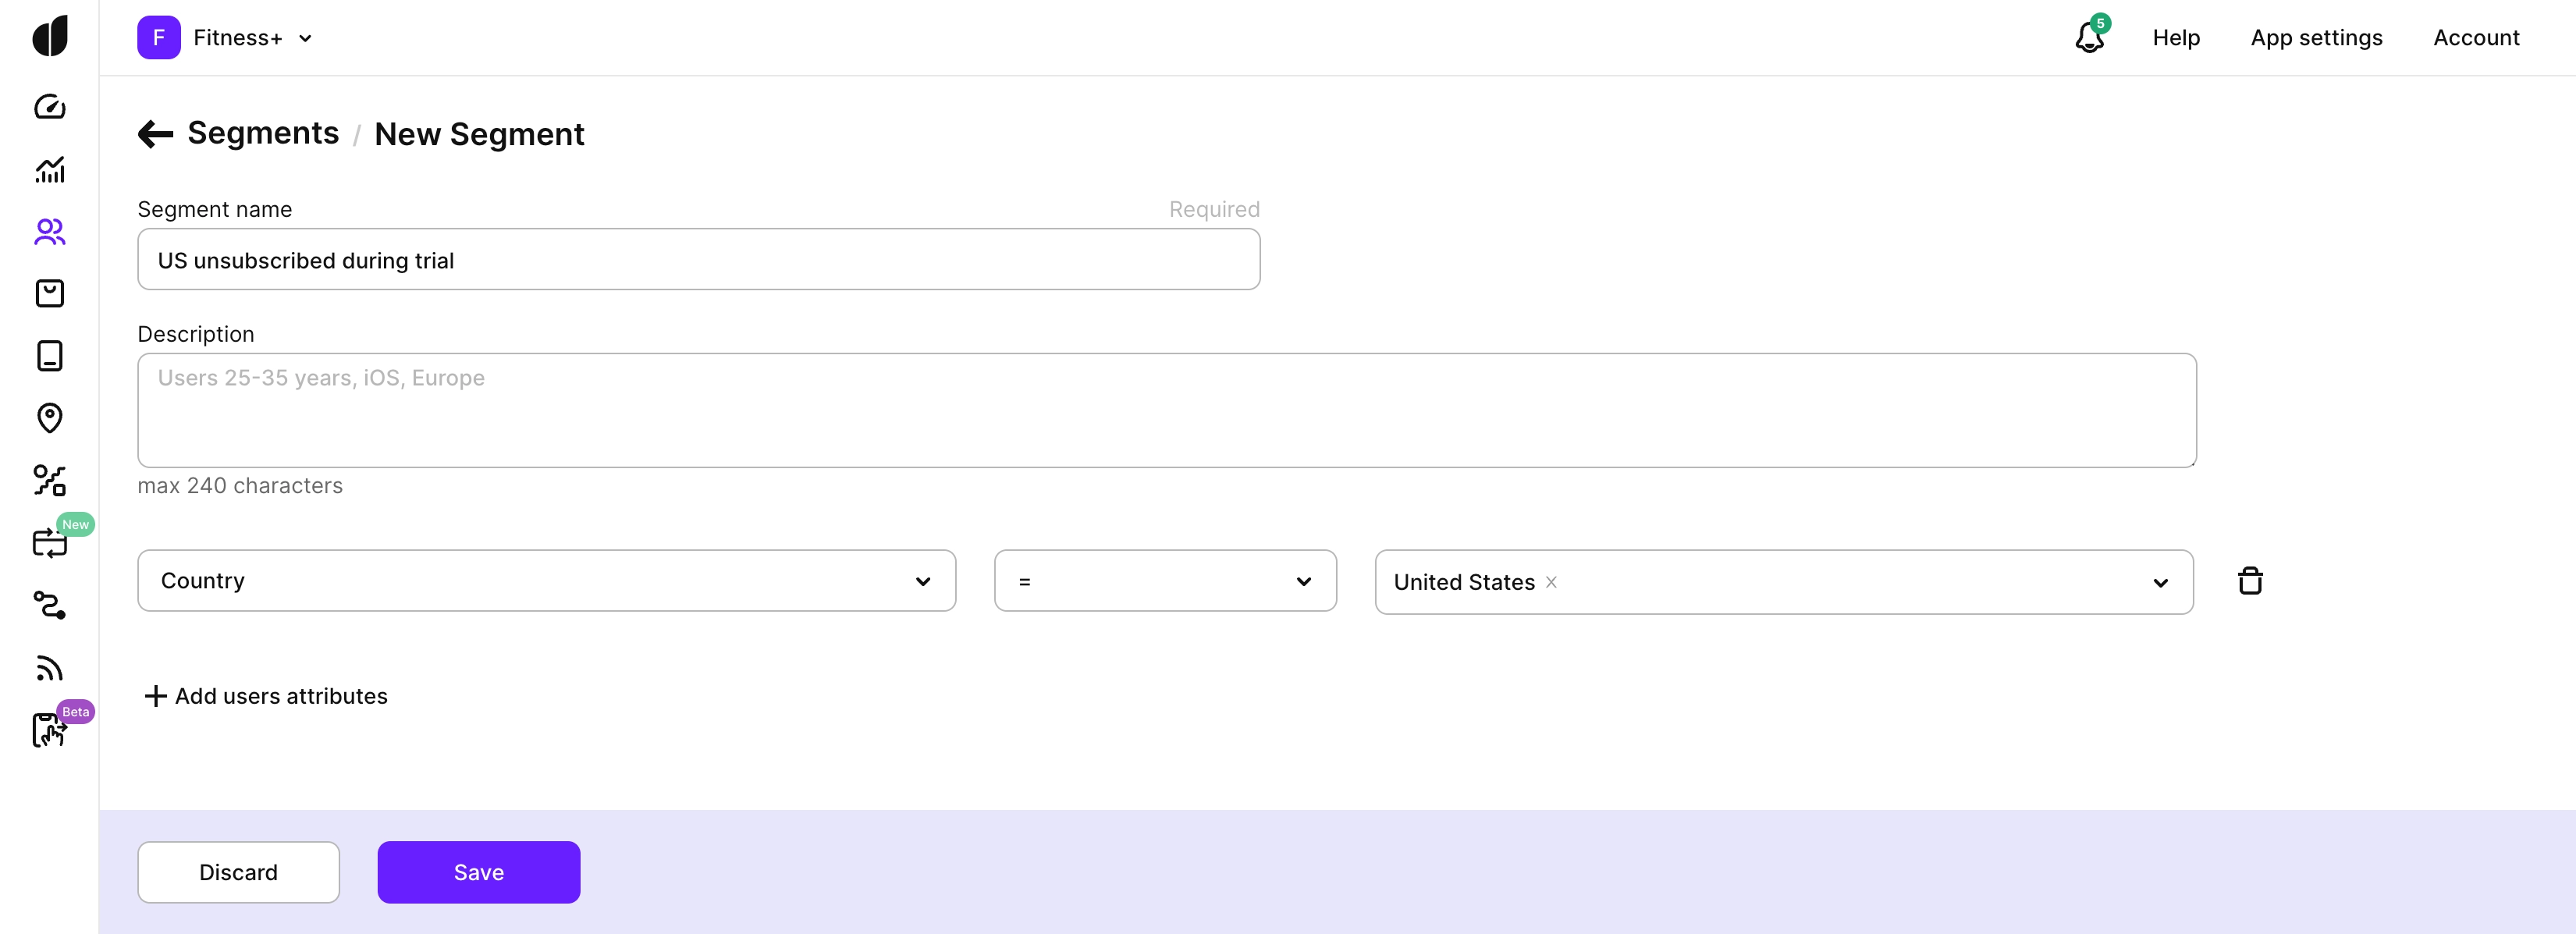 F Fitness+
5 Help App settings Account
Segments / New Segment
Segment name Required
US unsubscribed during trial
Description
Users 25-35 years, iOS, Europe
max 240 characters
New
Country = United States ×
Add users attributes
Beta
Discard Save